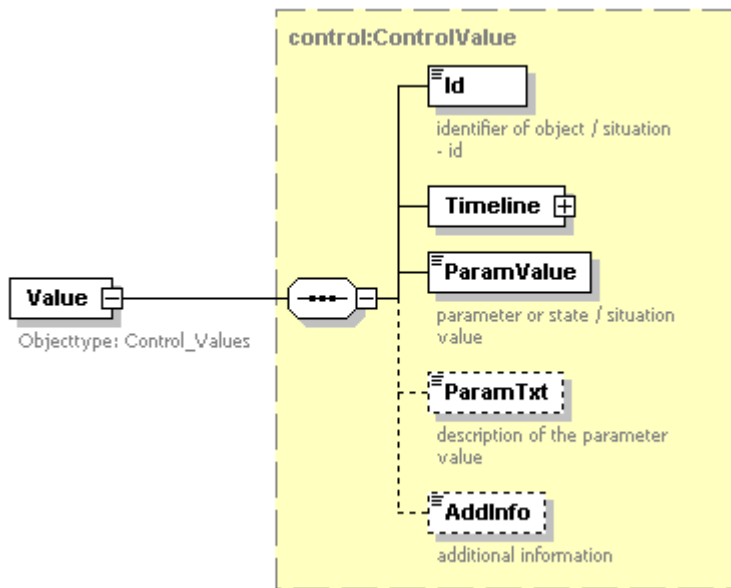 control:ControlValue
Id
identifier of object / situation
- id
Timeline
ParamValue
parameter or state / situation
value
Value
Objecttype: Control_Values
ParamTxt
description of the parameter
value
AddInfo
additional information